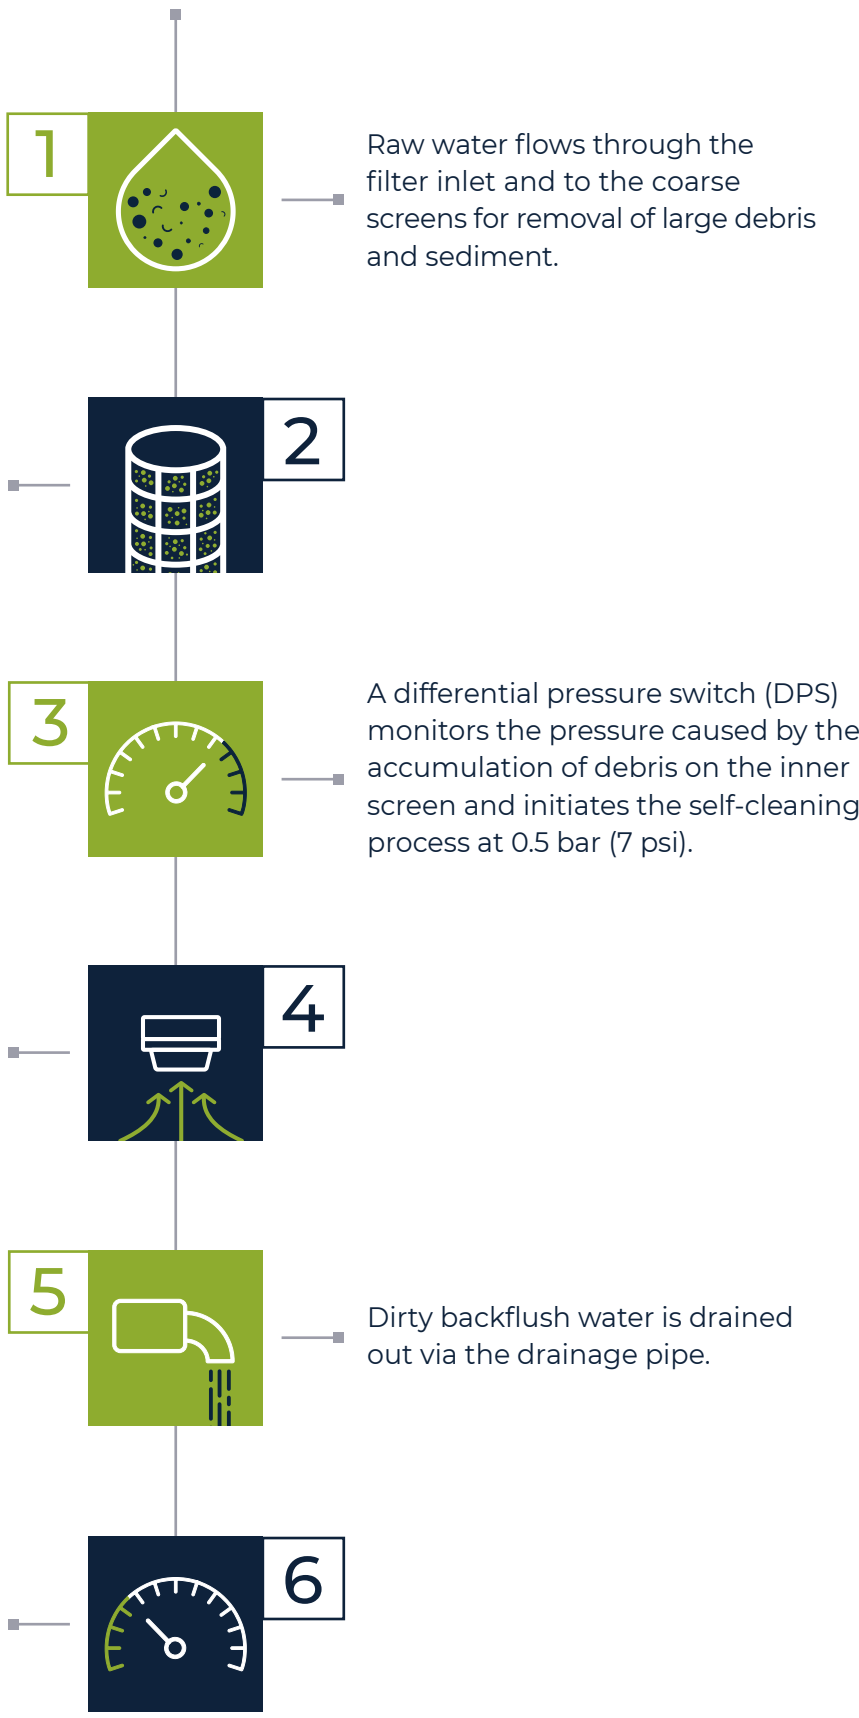 1
Raw water flows through the
filter inlet and to the coarse
screens for removal of large debris
and sediment.
2
3
A differential pressure switch (DPS)
monitors the pressure caused by the
accumulation of debris on the inner
screen and initiates the self-cleaning
process at 0.5 bar (7 psi).
4
5
Dirty backflush water is drained
out via the drainage pipe.
6